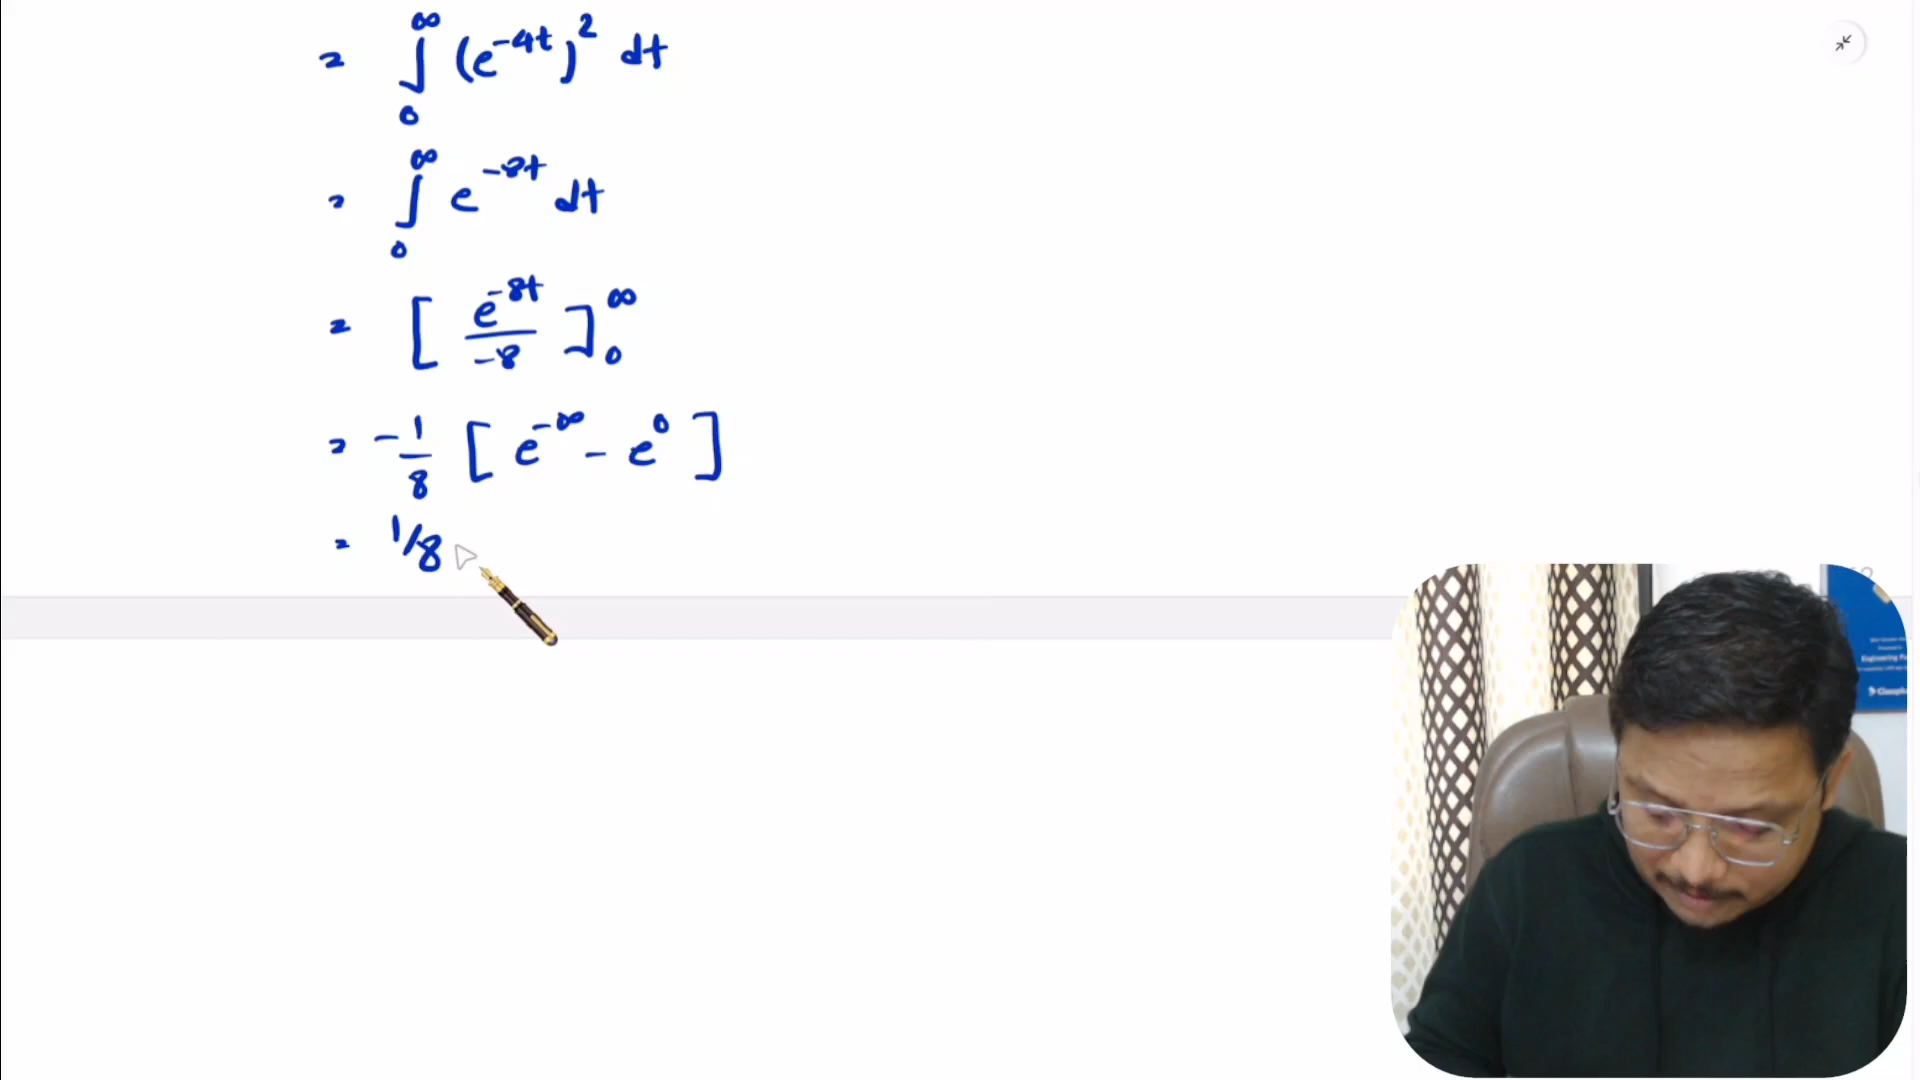 = ∫₀^∞ (e^{-4t})² dt
= ∫₀^∞ e^{-8t} dt
= [ e^{-8t} / -8 ]₀^∞
= -1/8 [ e^{-∞} - e^0 ]
= 1/8